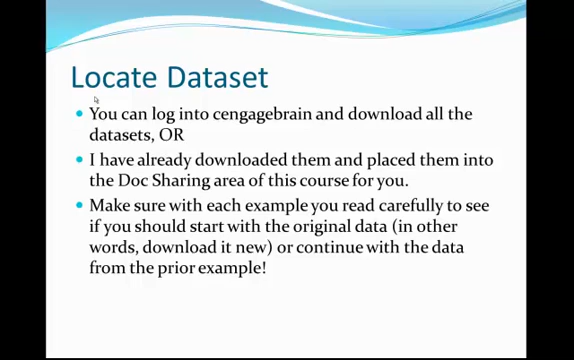 Locate Dataset
You can log into cengagebrain and download all the
datasets, OR
I have already downloaded them and placed them into
the Doc Sharing area of this course for you.
Make sure with each example you read carefully to see
if you should start with the original data (in other
words, download it new) or continue with the data
from the prior example!